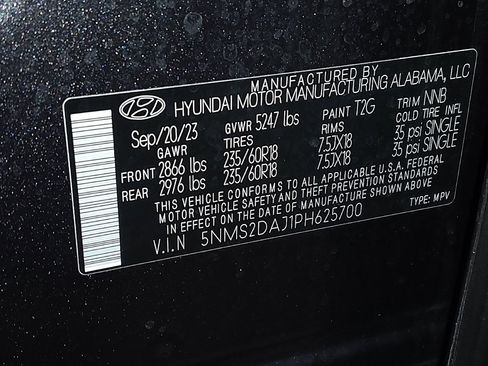 MANUFACTURED BY
HYUNDAI MOTOR MANUFACTURING ALABAMA, LLC
Sep/20/23 GVWR 5247 lbs PAINT T2G TRIM NNB
GAWR TIRES RIMS COLD TIRE INFL
FRONT 2866 lbs 235/60R18 7.5JX18 35 psi SINGLE
REAR 2976 lbs 235/60R18 7.5JX18 35 psi SINGLE
THIS VEHICLE CONFORMS TO ALL APPLICABLE U.S.A. FEDERAL
MOTOR VEHICLE SAFETY AND THEFT PREVENTION STANDARDS
IN EFFECT ON THE DATE OF MANUFACTURE SHOWN ABOVE
V.I.N 5NMS2DAJ1PH625700 TYPE: MPV